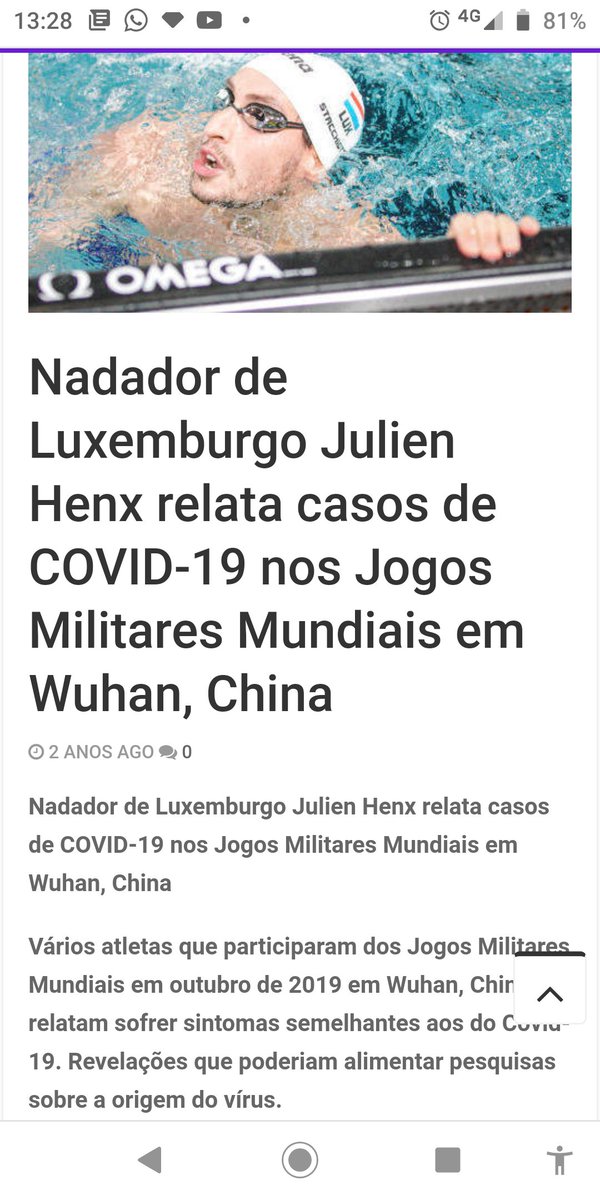 13:28 4G 81%
ena
LUX
OMEGA
Nadador de
Luxemburgo Julien
Henx relata casos de
COVID-19 nos Jogos
Militares Mundiais em
Wuhan, China
2 ANOS AGO 0
Nadador de Luxemburgo Julien Henx relata casos
de COVID-19 nos Jogos Militares Mundiais em
Wuhan, China
Vários atletas que participaram dos Jogos Militares
Mundiais em outubro de 2019 em Wuhan, Chin
relatam sofrer sintomas semelhantes aos do Covid-
19. Revelações que poderiam alimentar pesquisas
sobre a origem do vírus.